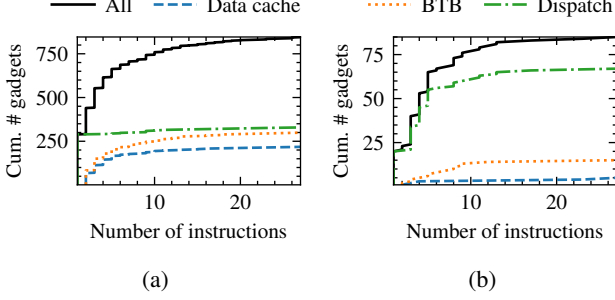 All Data cache BTB Dispatch
750
500
250
Cum. # gadgets
10 20
Number of instructions
(a)
75
50
25
Cum. # gadgets
10 20
Number of instructions
(b)